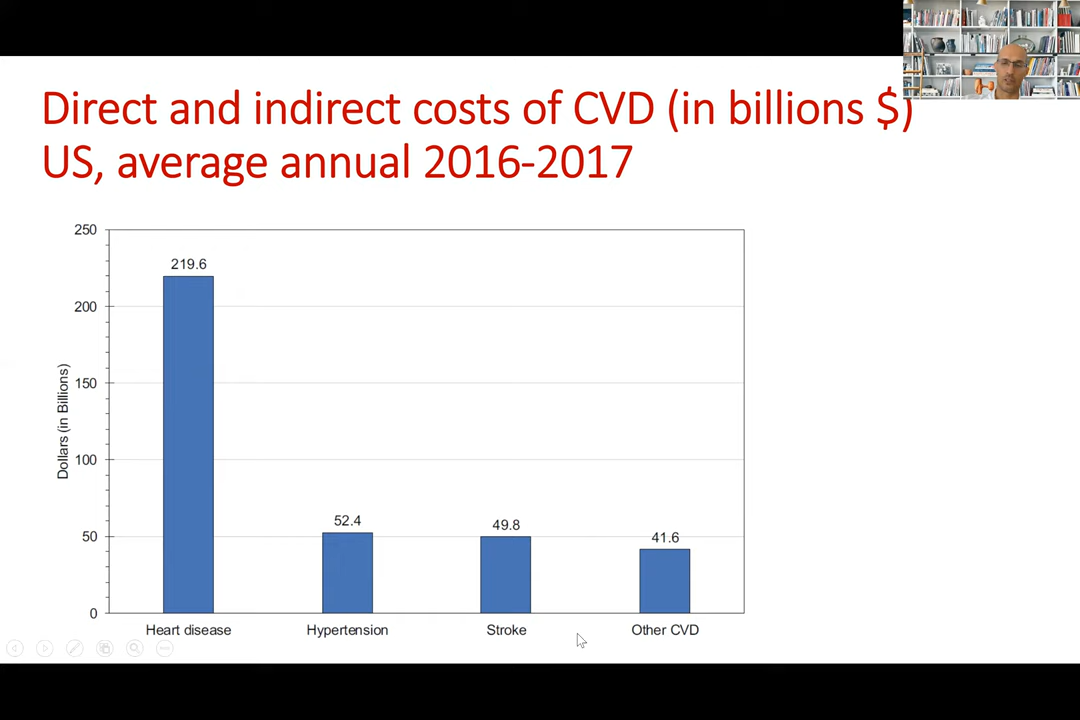 Direct and indirect costs of CVD (in billions $)
US, average annual 2016-2017
250
200
150
100
50
0
Dollars (in Billions)
219.6
52.4
49.8
41.6
Heart disease
Hypertension
Stroke
Other CVD